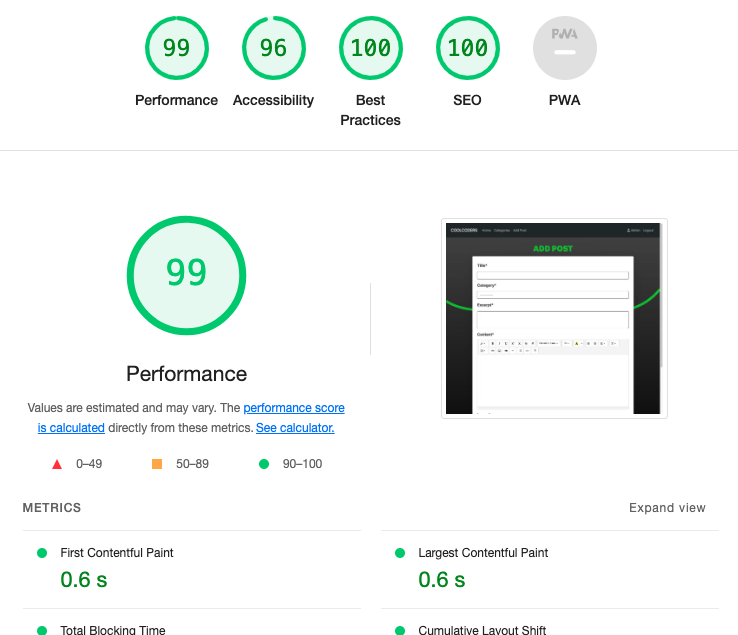 99
96
100
100
PWA
Performance
Accessibility
Best
Practices
SEO
PWA
99
Performance
Values are estimated and may vary. The performance score
is calculated directly from these metrics. See calculator.
0–49
50–89
90–100
COOLCODERS Home Categories Add Post Logout
ADD POST
Title*
Category*
Excerpt*
Content*
METRICS
Expand view
First Contentful Paint
0.6 s
Largest Contentful Paint
0.6 s
Total Blocking Time
Cumulative Layout Shift